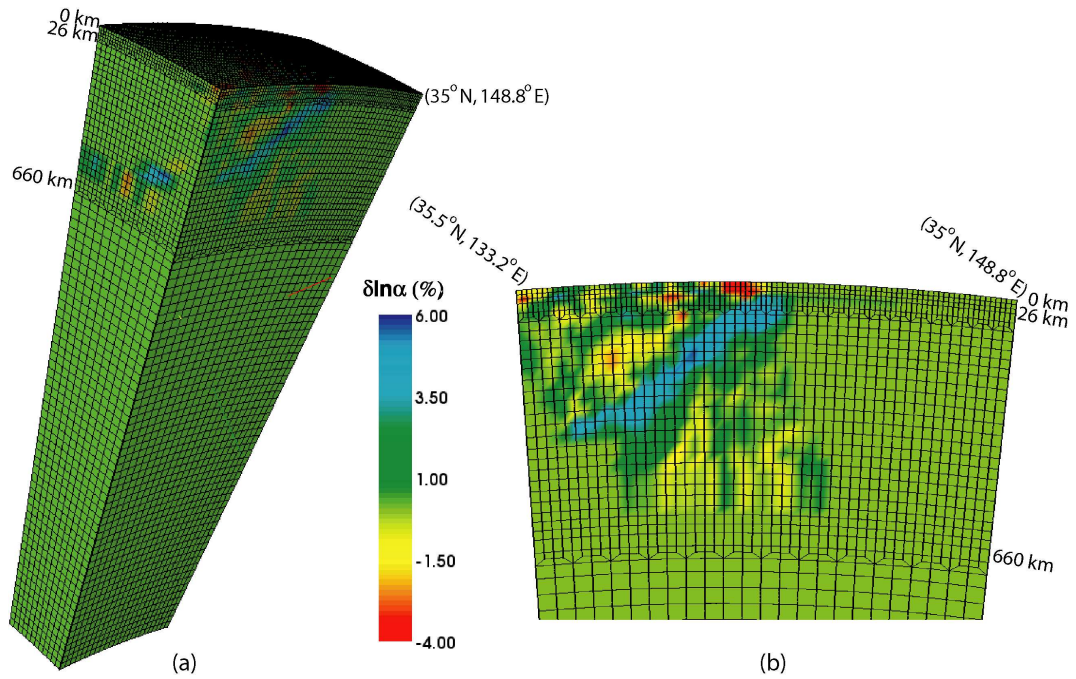 0 km
26 km
(35°N, 148.8°E)
660 km
(35.5°N, 133.2°E)
(35°N, 148.8°E)
0 km
26 km
δlnα (%)
6.00
3.50
1.00
-1.50
-4.00
660 km
(a)
(b)